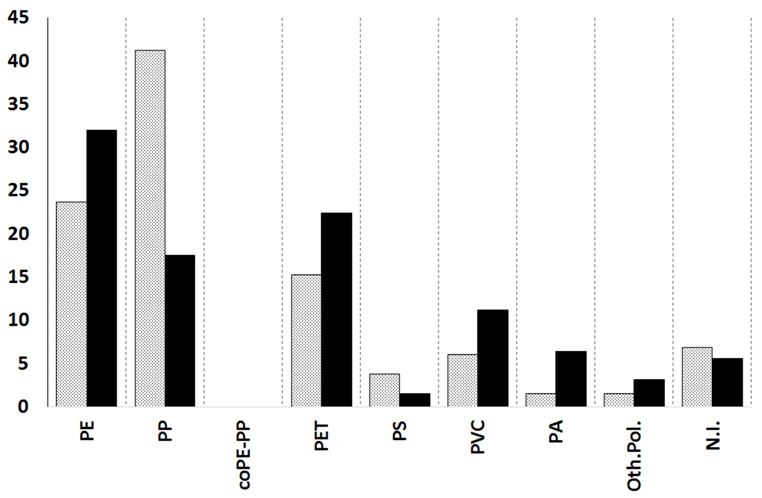 45
40
35
30
25
20
15
10
5
0
PE
PP
coPE-PP
PET
PS
PVC
PA
Oth.Pol.
N.I.